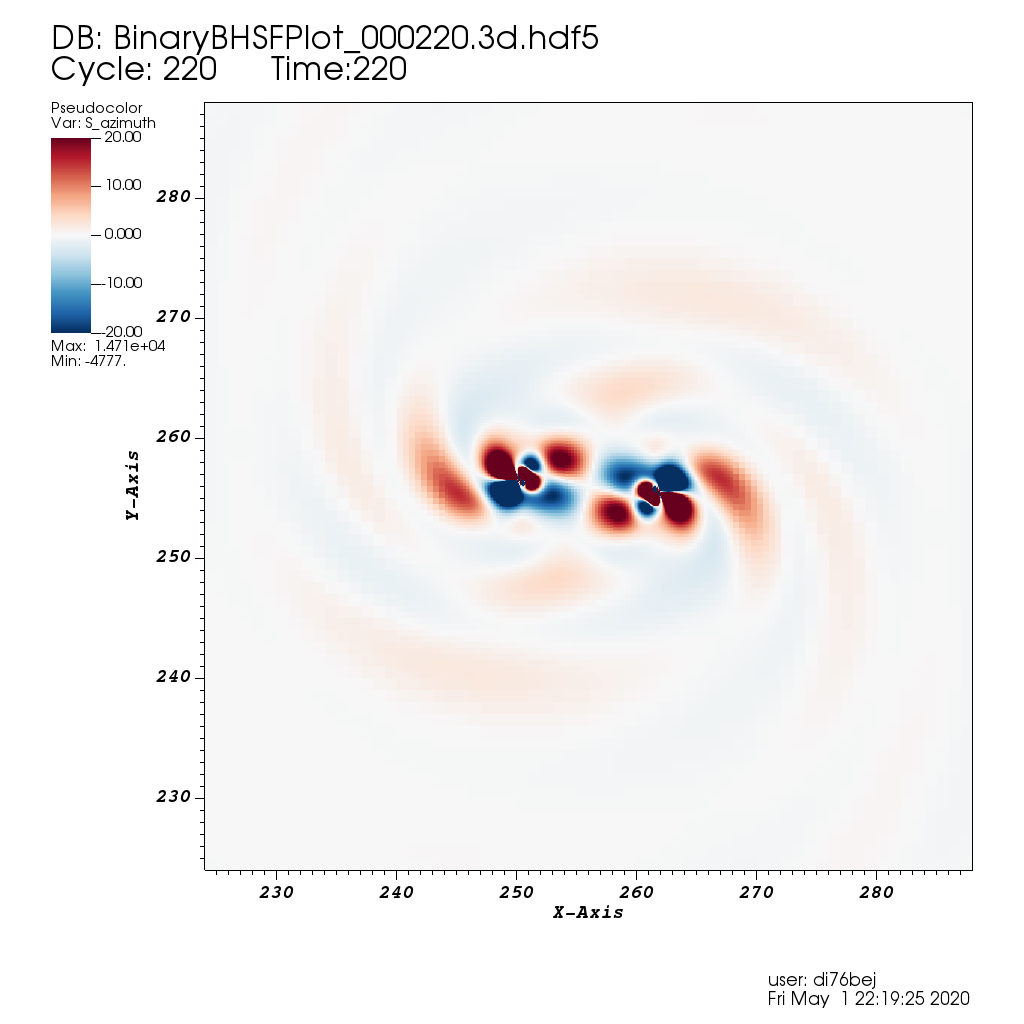 DB: BinaryBHSFPlot_000220.3d.hdf5
Cycle: 220 Time:220
Pseudocolor
Var: S_azimuth
20.00
10.00
0.000
-10.00
-20.00
Max: 1.471e+04
Min: -4777.
280
270
260
250
240
230
Y-Axis
230 240 250 260 270 280
X-Axis
user: di76bej
Fri May 1 22:19:25 2020